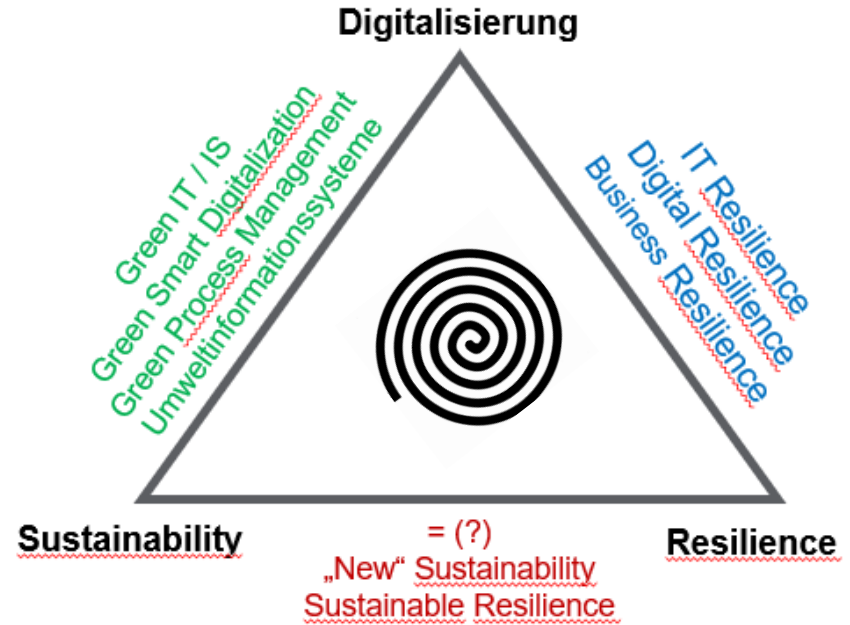 Digitalisierung
Green IT / IS
Green Smart Digitalization
Green Process Management
Umweltinformationssysteme
IT Resilience
Digital Resilience
Business Resilience
Sustainability
= (?)
„New“ Sustainability
Sustainable Resilience
Resilience